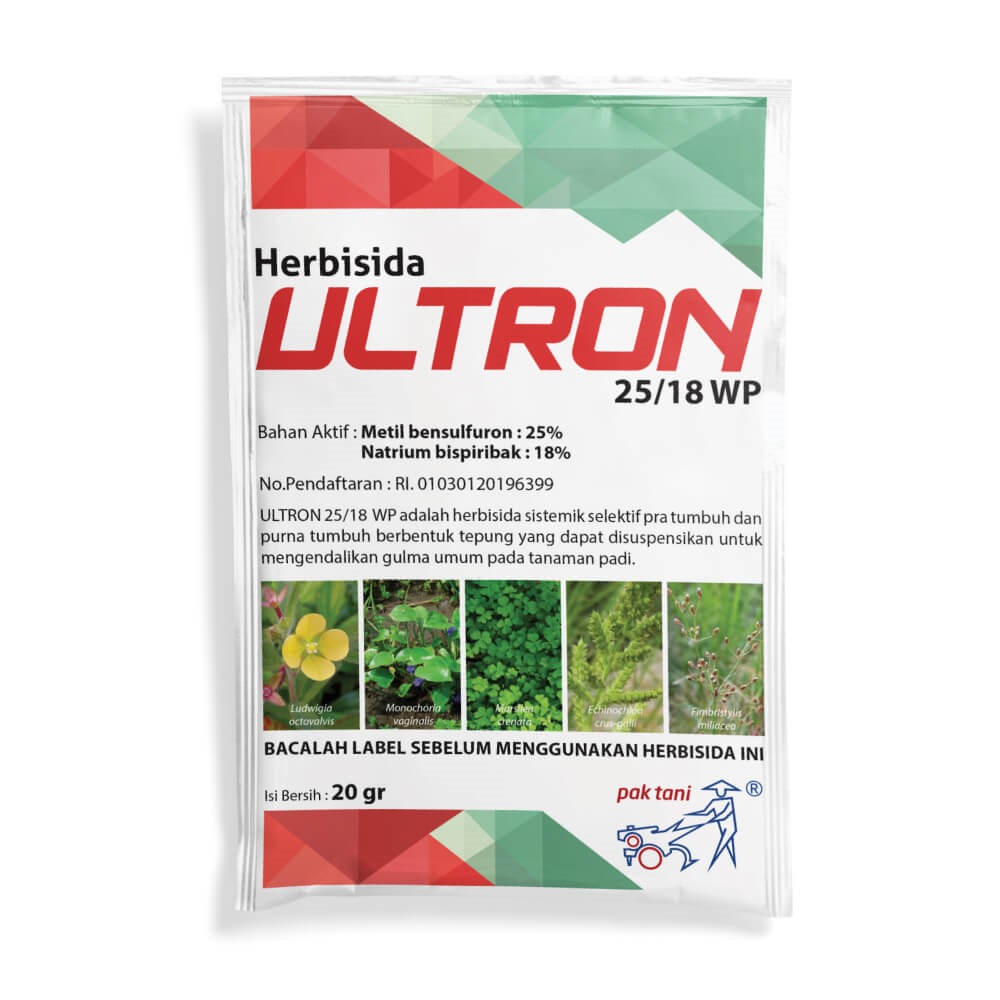 Herbisida
ULTRON
25/18 WP
Bahan Aktif : Metil bensulfuron : 25%
Natrium bispiribak : 18%
No.Pendaftaran : RI. 01030120196399
ULTRON 25/18 WP adalah herbisida sistemik selektif pra tumbuh dan
purna tumbuh berbentuk tepung yang dapat disuspensikan untuk
mengendalikan gulma umum pada tanaman padi.
Ludwigia
octovalvis
Monochoria
vaginalis
Marsilea
crenata
Echinochloa
crus-galli
Fimbristylis
miliacea
BACALAH LABEL SEBELUM MENGGUNAKAN HERBISIDA INI
Isi Bersih : 20 gr
pak tani ®